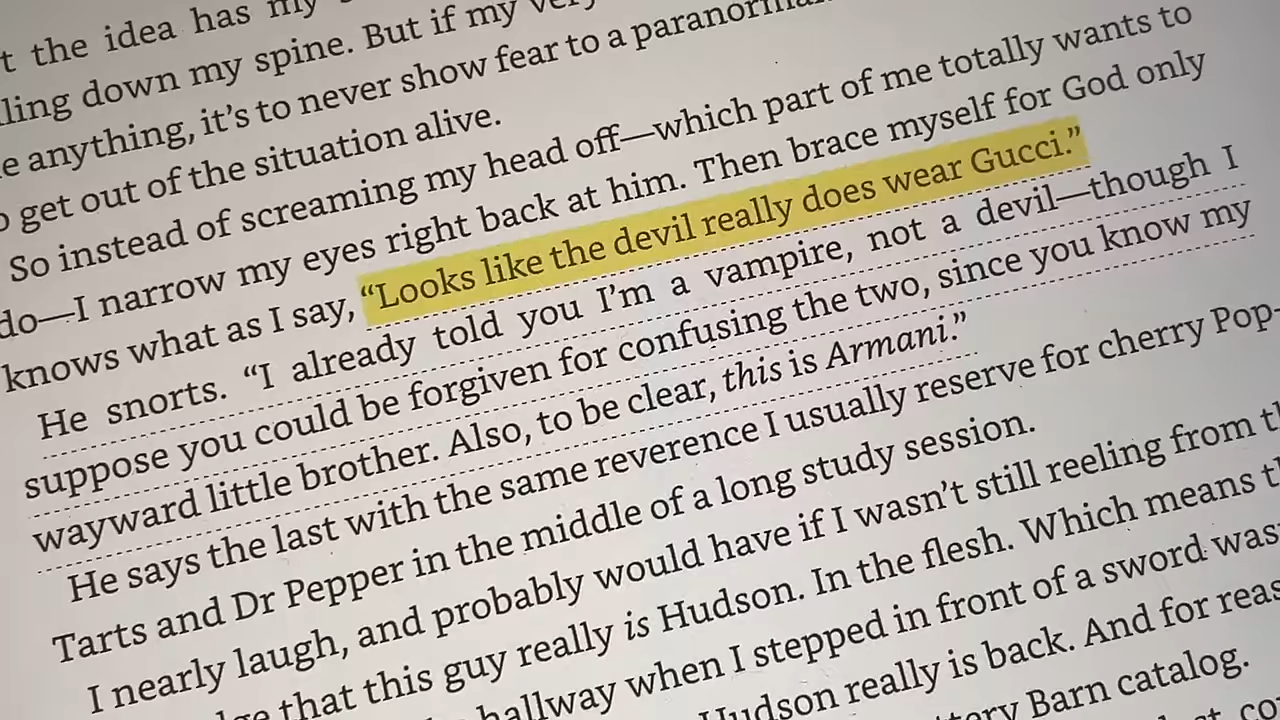 t the idea has my
ling down my spine. But if my very
e anything, it's to never show fear to a paranormal
o get out of the situation alive.
So instead of screaming my head off—which part of me totally wants to
do—I narrow my eyes right back at him. Then brace myself for God only
knows what as I say, “Looks like the devil really does wear Gucci.”
He snorts. “I already told you I'm a vampire, not a devil—though I
suppose you could be forgiven for confusing the two, since you know my
wayward little brother. Also, to be clear, this is Armani.”
He says the last with the same reverence I usually reserve for cherry Pop-
Tarts and Dr Pepper in the middle of a long study session.
I nearly laugh, and probably would have if I wasn't still reeling from th
ge that this guy really is Hudson. In the flesh. Which means th
hallway when I stepped in front of a sword was
Hudson really is back. And for reas
ttery Barn catalog.